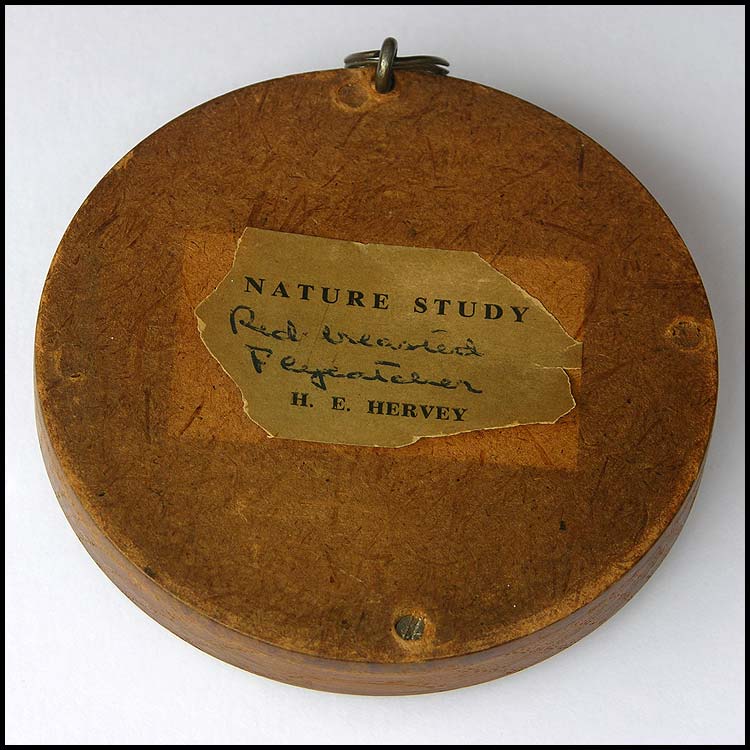 NATURE STUDY
Red-breasted
Flycatcher
H. E. HERVEY